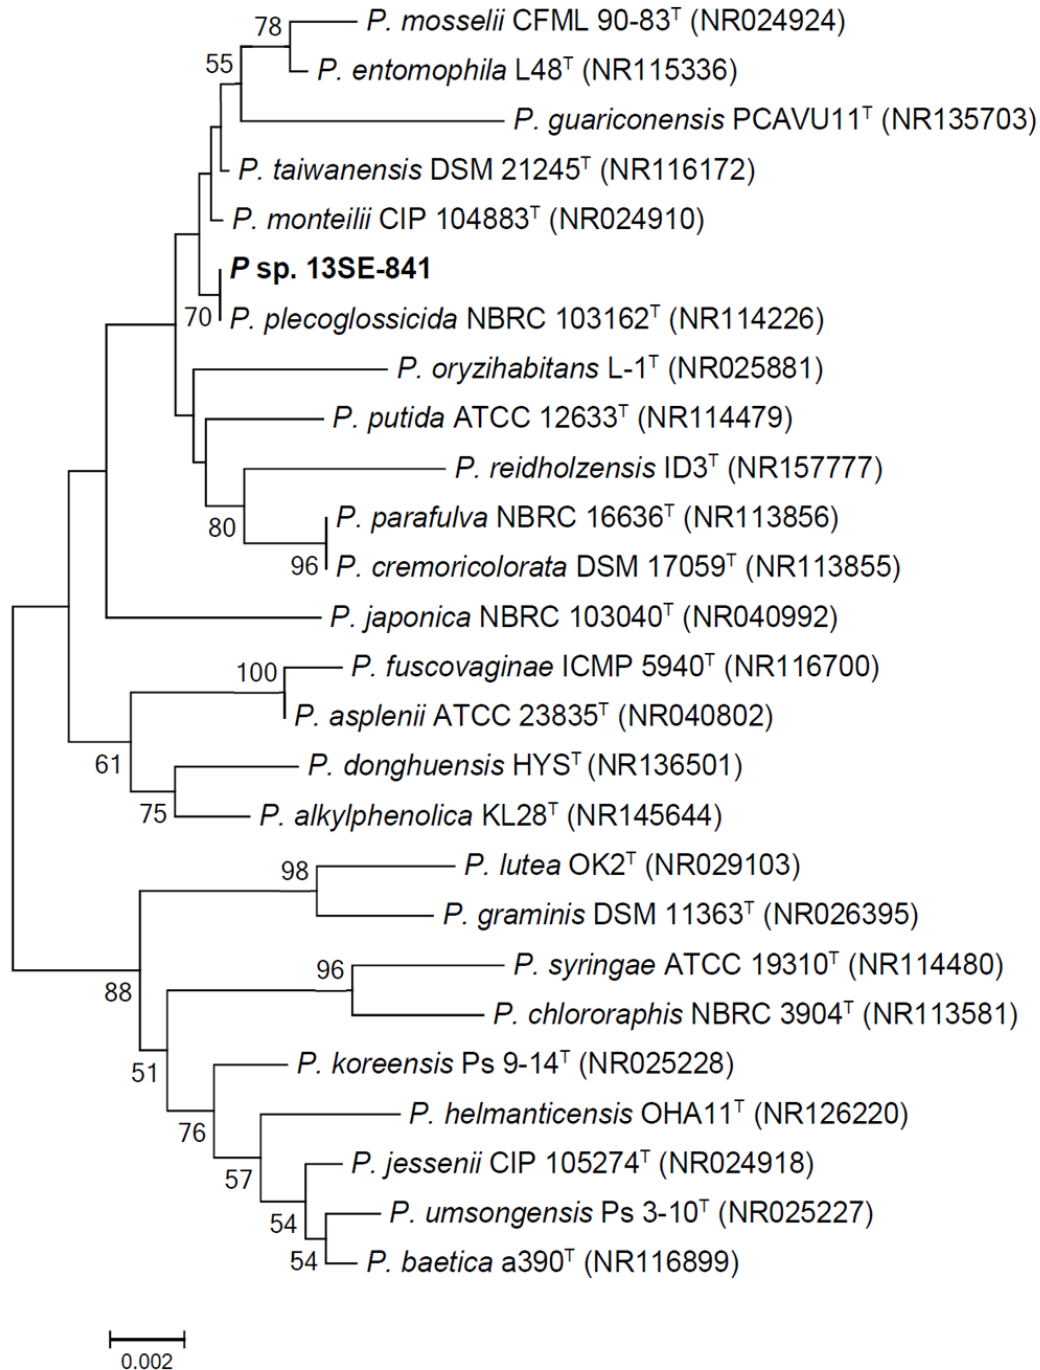 78
P. mosselii CFML 90-83ᵀ (NR024924)
55
P. entomophila L48ᵀ (NR115336)
P. guariconensis PCAVU11ᵀ (NR135703)
P. taiwanensis DSM 21245ᵀ (NR116172)
P. monteilii CIP 104883ᵀ (NR024910)
P sp. 13SE-841
70
P. plecoglossicida NBRC 103162ᵀ (NR114226)
P. oryzihabitans L-1ᵀ (NR025881)
P. putida ATCC 12633ᵀ (NR114479)
P. reidholzensis ID3ᵀ (NR157777)
80
P. parafulva NBRC 16636ᵀ (NR113856)
96
P. cremoricolorata DSM 17059ᵀ (NR113855)
P. japonica NBRC 103040ᵀ (NR040992)
100
P. fuscovaginae ICMP 5940ᵀ (NR116700)
P. asplenii ATCC 23835ᵀ (NR040802)
61
P. donghuensis HYSᵀ (NR136501)
75
P. alkylphenolica KL28ᵀ (NR145644)
98
P. lutea OK2ᵀ (NR029103)
P. graminis DSM 11363ᵀ (NR026395)
96
P. syringae ATCC 19310ᵀ (NR114480)
88
P. chlororaphis NBRC 3904ᵀ (NR113581)
51
P. koreensis Ps 9-14ᵀ (NR025228)
76
P. helmanticensis OHA11ᵀ (NR126220)
57
P. jessenii CIP 105274ᵀ (NR024918)
54
P. umsongensis Ps 3-10ᵀ (NR025227)
54
P. baetica a390ᵀ (NR116899)
0.002